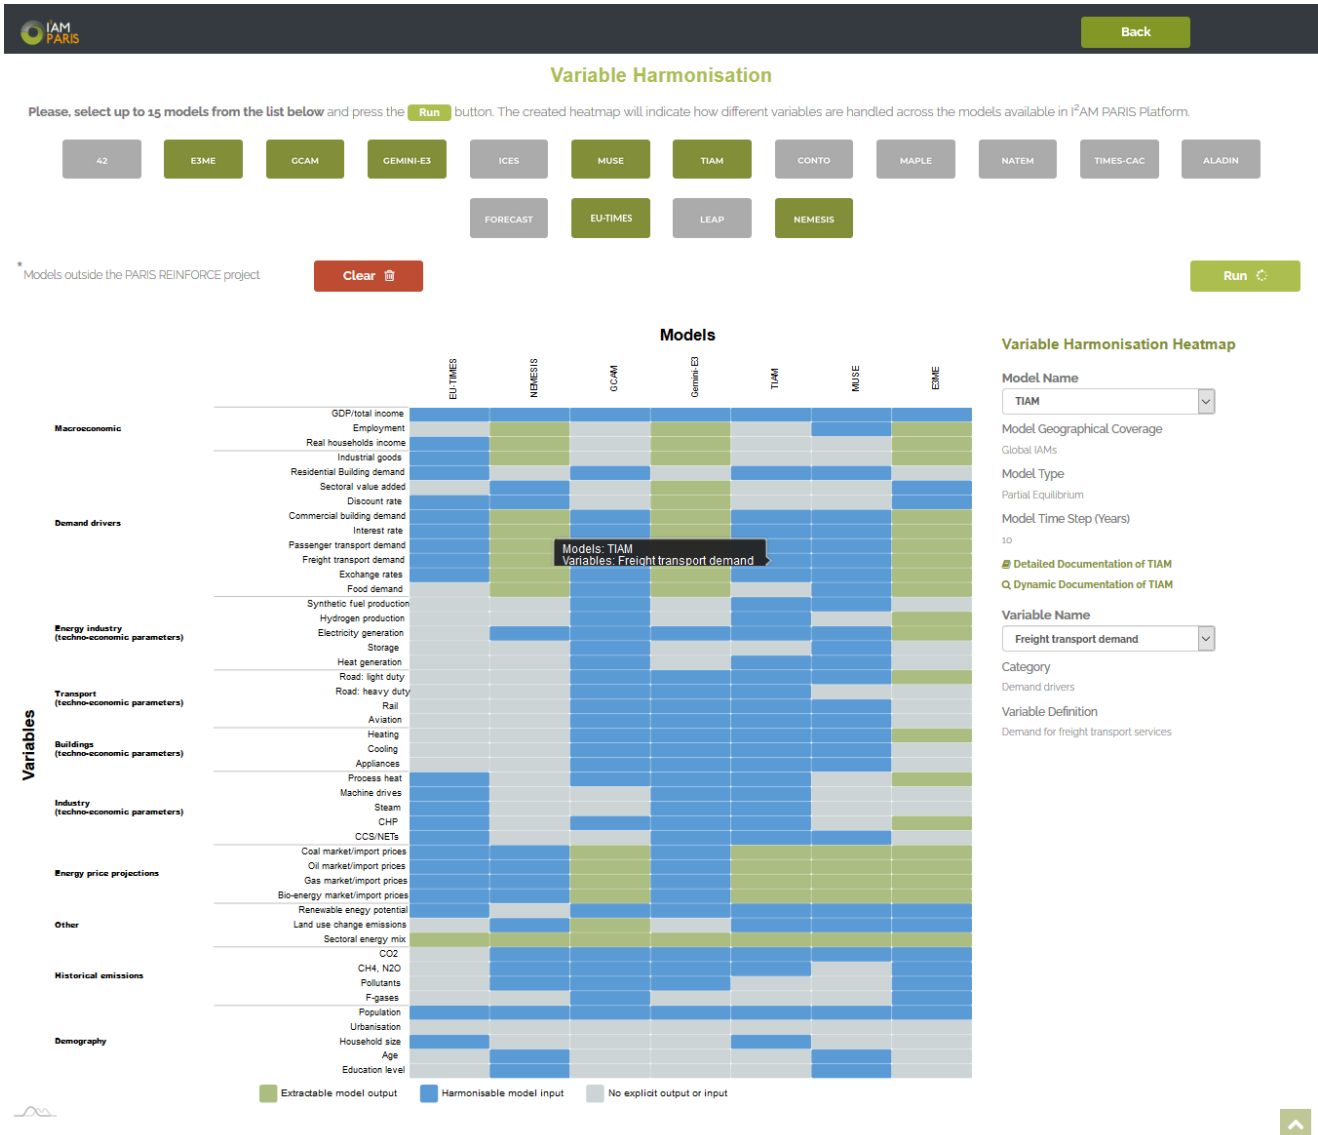 I²AM
PARIS
Back
Variable Harmonisation
Please, select up to 15 models from the list below and press the Run button. The created heatmap will indicate how different variables are handled across the models available in I²AM PARIS Platform.
42 E3ME GCAM GEMINI-E3 ICES MUSE TIAM CONTO MAPLE NATEM TIMES-CAC ALADIN
FORECAST EU-TIMES LEAP NEMESIS
* Models outside the PARIS REINFORCE project
Clear
Run
Models
EU-TIMES NEMESIS GCAM Gemini-E3 TIAM MUSE E3ME
Variables
Macroeconomic
GDP/total income
Employment
Real households income
Demand drivers
Industrial goods
Residential Building demand
Sectoral value added
Discount rate
Commercial building demand
Interest rate
Passenger transport demand
Freight transport demand
Exchange rates
Food demand
Models: TIAM
Variables: Freight transport demand
Energy industry
(techno-economic parameters)
Synthetic fuel production
Hydrogen production
Electricity generation
Storage
Heat generation
Transport
(techno-economic parameters)
Road: light duty
Road: heavy duty
Rail
Aviation
Buildings
(techno-economic parameters)
Heating
Cooling
Appliances
Industry
(techno-economic parameters)
Process heat
Machine drives
Steam
CHP
CCS/NETs
Energy price projections
Coal market/import prices
Oil market/import prices
Gas market/import prices
Bio-energy market/import prices
Other
Renewable enegy potential
Land use change emissions
Sectoral energy mix
Historical emissions
CO2
CH4, N2O
Pollutants
F-gases
Demography
Population
Urbanisation
Household size
Age
Education level
Extractable model output
Harmonisable model input
No explicit output or input
Variable Harmonisation Heatmap
Model Name
TIAM
Model Geographical Coverage
Global IAMs
Model Type
Partial Equilibrium
Model Time Step (Years)
10
Detailed Documentation of TIAM
Dynamic Documentation of TIAM
Variable Name
Freight transport demand
Category
Demand drivers
Variable Definition
Demand for freight transport services